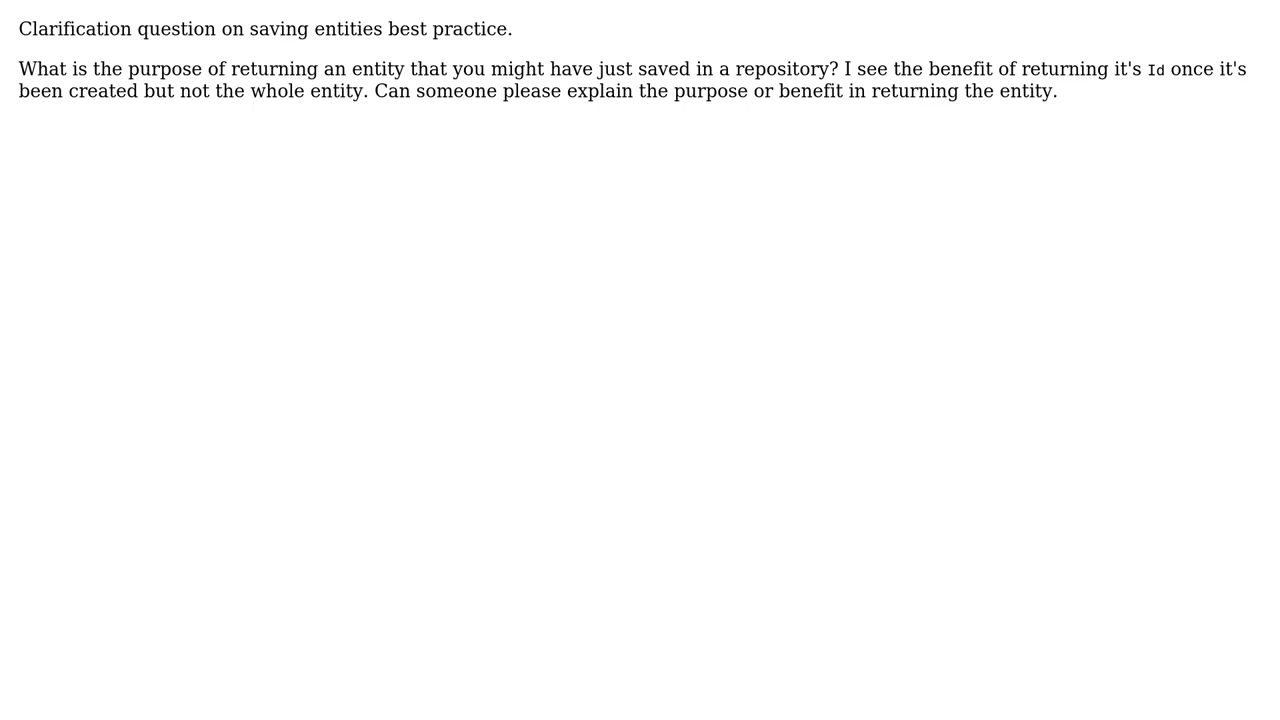 Clarification question on saving entities best practice.
What is the purpose of returning an entity that you might have just saved in a repository? I see the benefit of returning it's Id once it's
been created but not the whole entity. Can someone please explain the purpose or benefit in returning the entity.